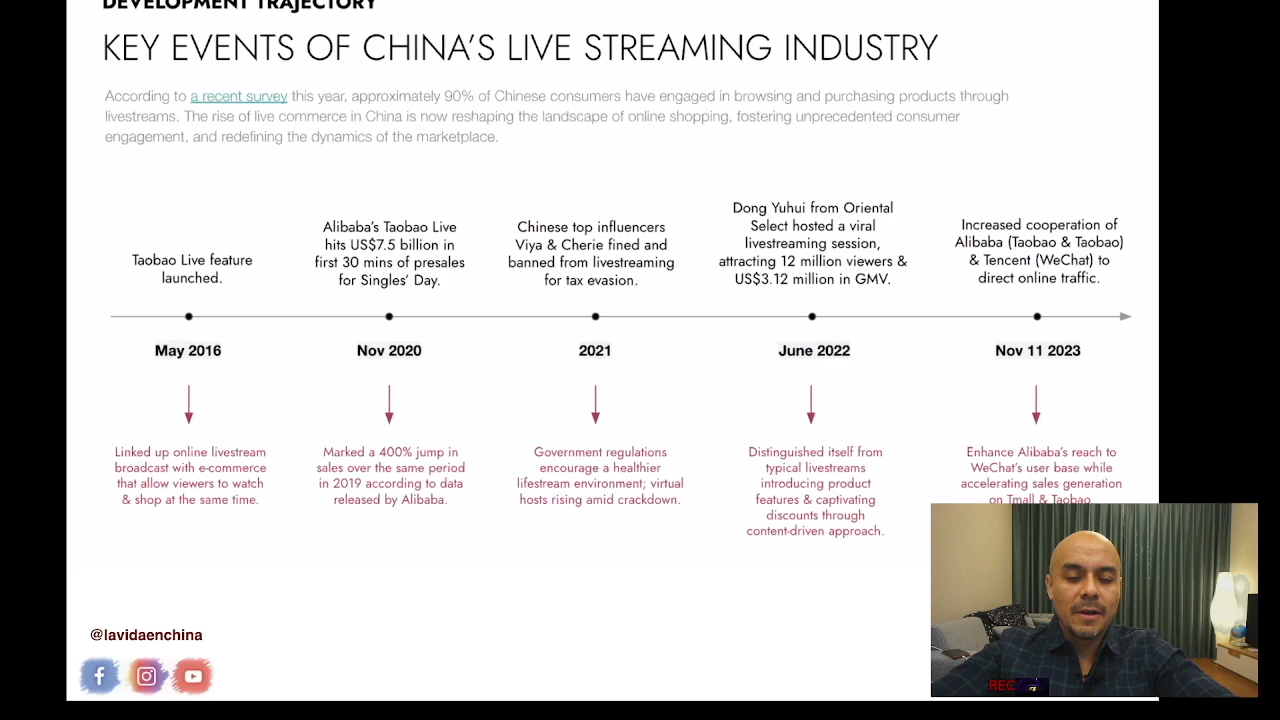 DEVELOPMENT TRAJECTORY
KEY EVENTS OF CHINA'S LIVE STREAMING INDUSTRY
According to a recent survey this year, approximately 90% of Chinese consumers have engaged in browsing and purchasing products through
livestreams. The rise of live commerce in China is now reshaping the landscape of online shopping, fostering unprecedented consumer
engagement, and redefining the dynamics of the marketplace.
Taobao Live feature
launched.
Alibaba's Taobao Live
hits US$7.5 billion in
first 30 mins of presales
for Singles' Day.
Chinese top influencers
Viya & Cherie fined and
banned from livestreaming
for tax evasion.
Dong Yuhui from Oriental
Select hosted a viral
livestreaming session,
attracting 12 million viewers &
US$3.12 million in GMV.
Increased cooperation of
Alibaba (Taobao & Taobao)
& Tencent (WeChat) to
direct online traffic.
May 2016
Nov 2020
2021
June 2022
Nov 11 2023
Linked up online livestream
broadcast with e-commerce
that allow viewers to watch
& shop at the same time.
Marked a 400% jump in
sales over the same period
in 2019 according to data
released by Alibaba.
Government regulations
encourage a healthier
lifestream environment; virtual
hosts rising amid crackdown.
Distinguished itself from
typical livestreams
introducing product
features & captivating
discounts through
content-driven approach.
Enhance Alibaba's reach to
WeChat's user base while
accelerating sales generation
on Tmall & Taobao.
@lavidaenchina
REC